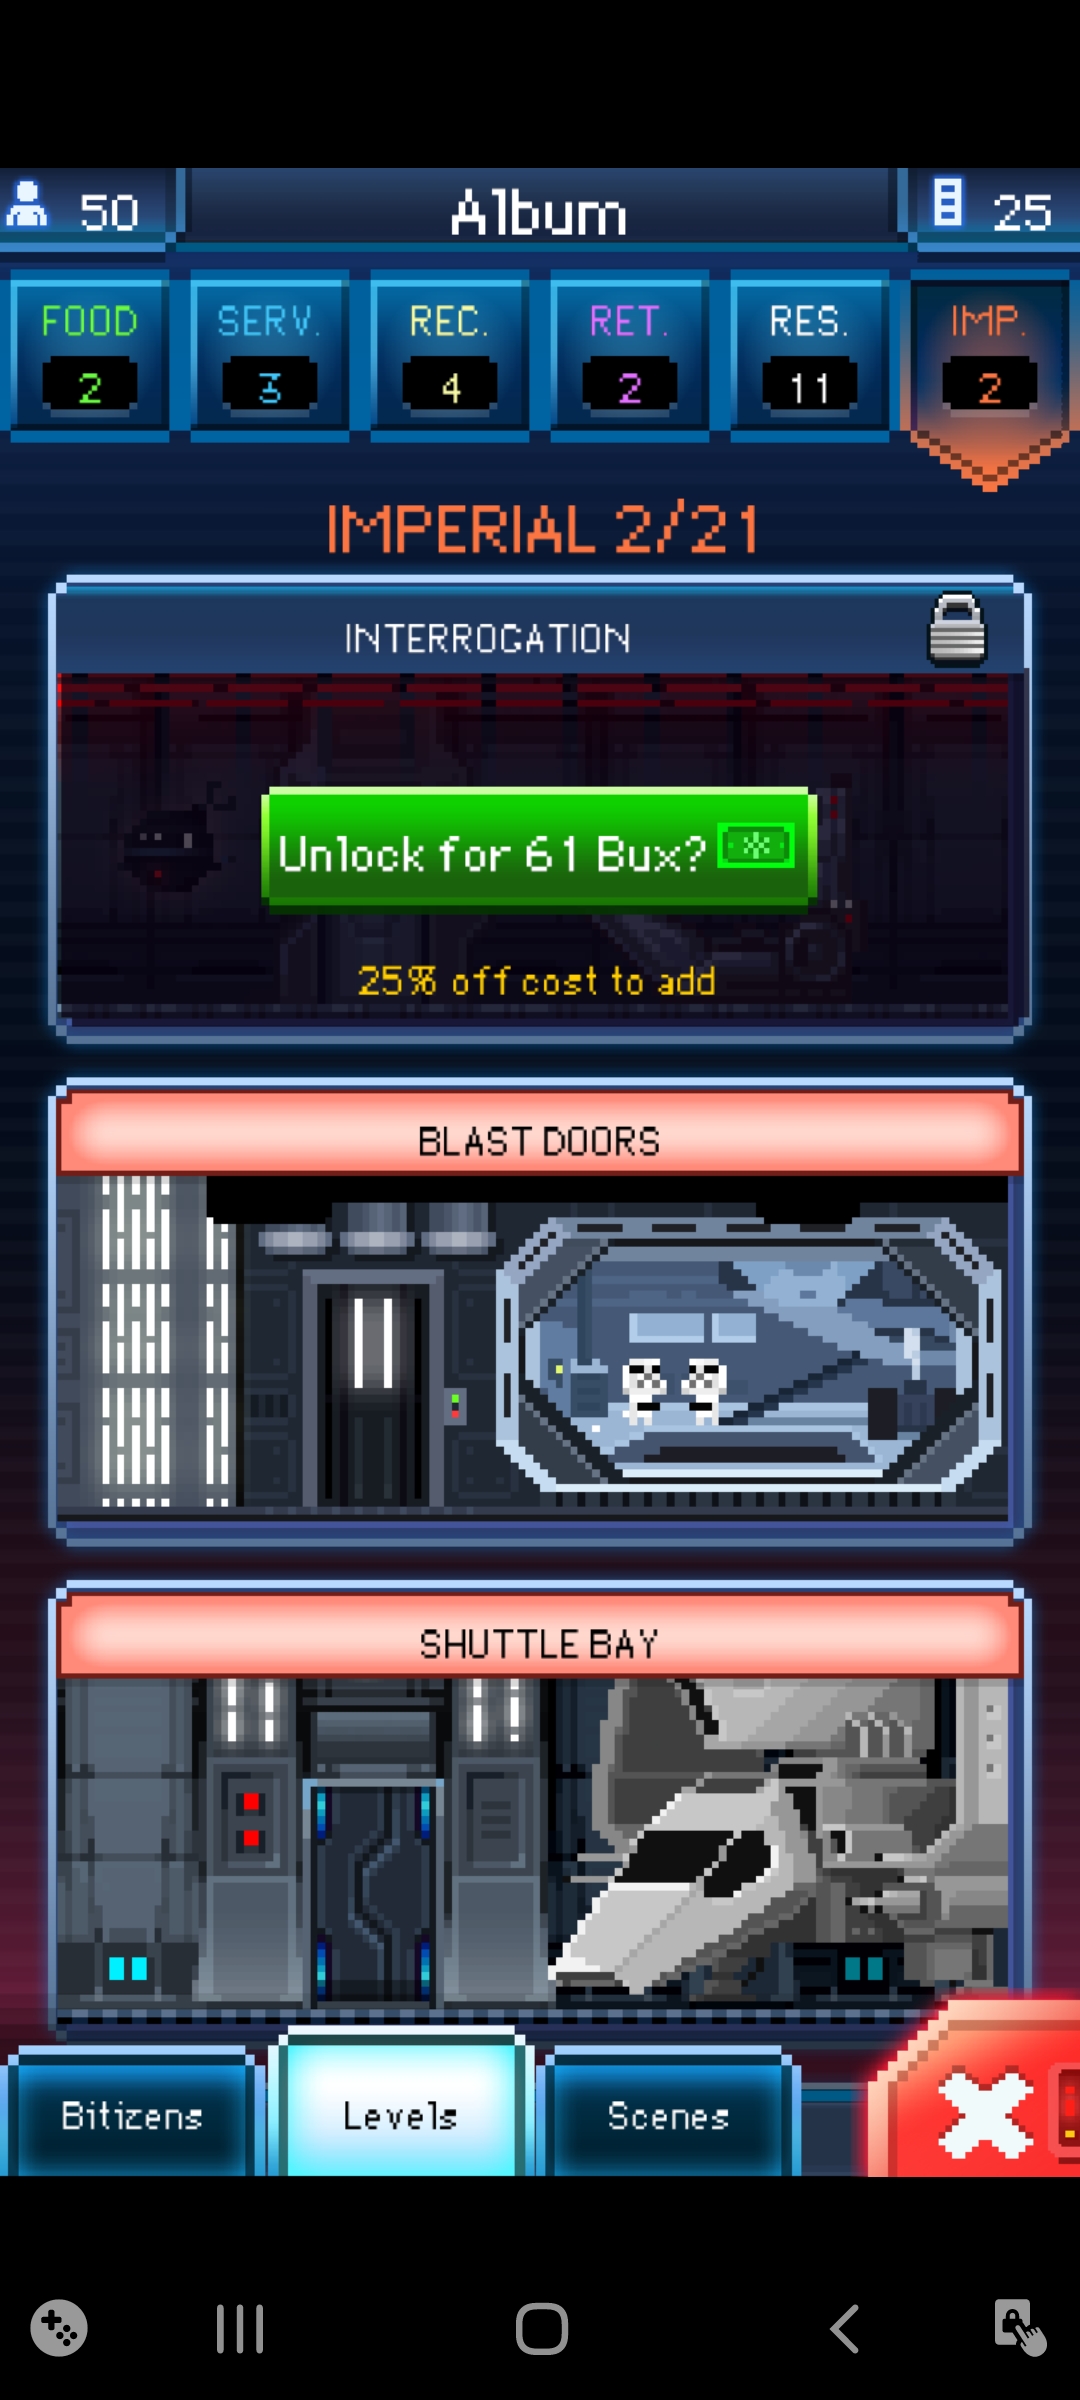 50 Album 25
FOOD SERV. REC. RET. RES. IMP.
2 3 4 2 11 2
IMPERIAL 2/21
INTERROGATION
Unlock for 61 Bux?
25% off cost to add
BLAST DOORS
SHUTTLE BAY
Bitizens Levels Scenes